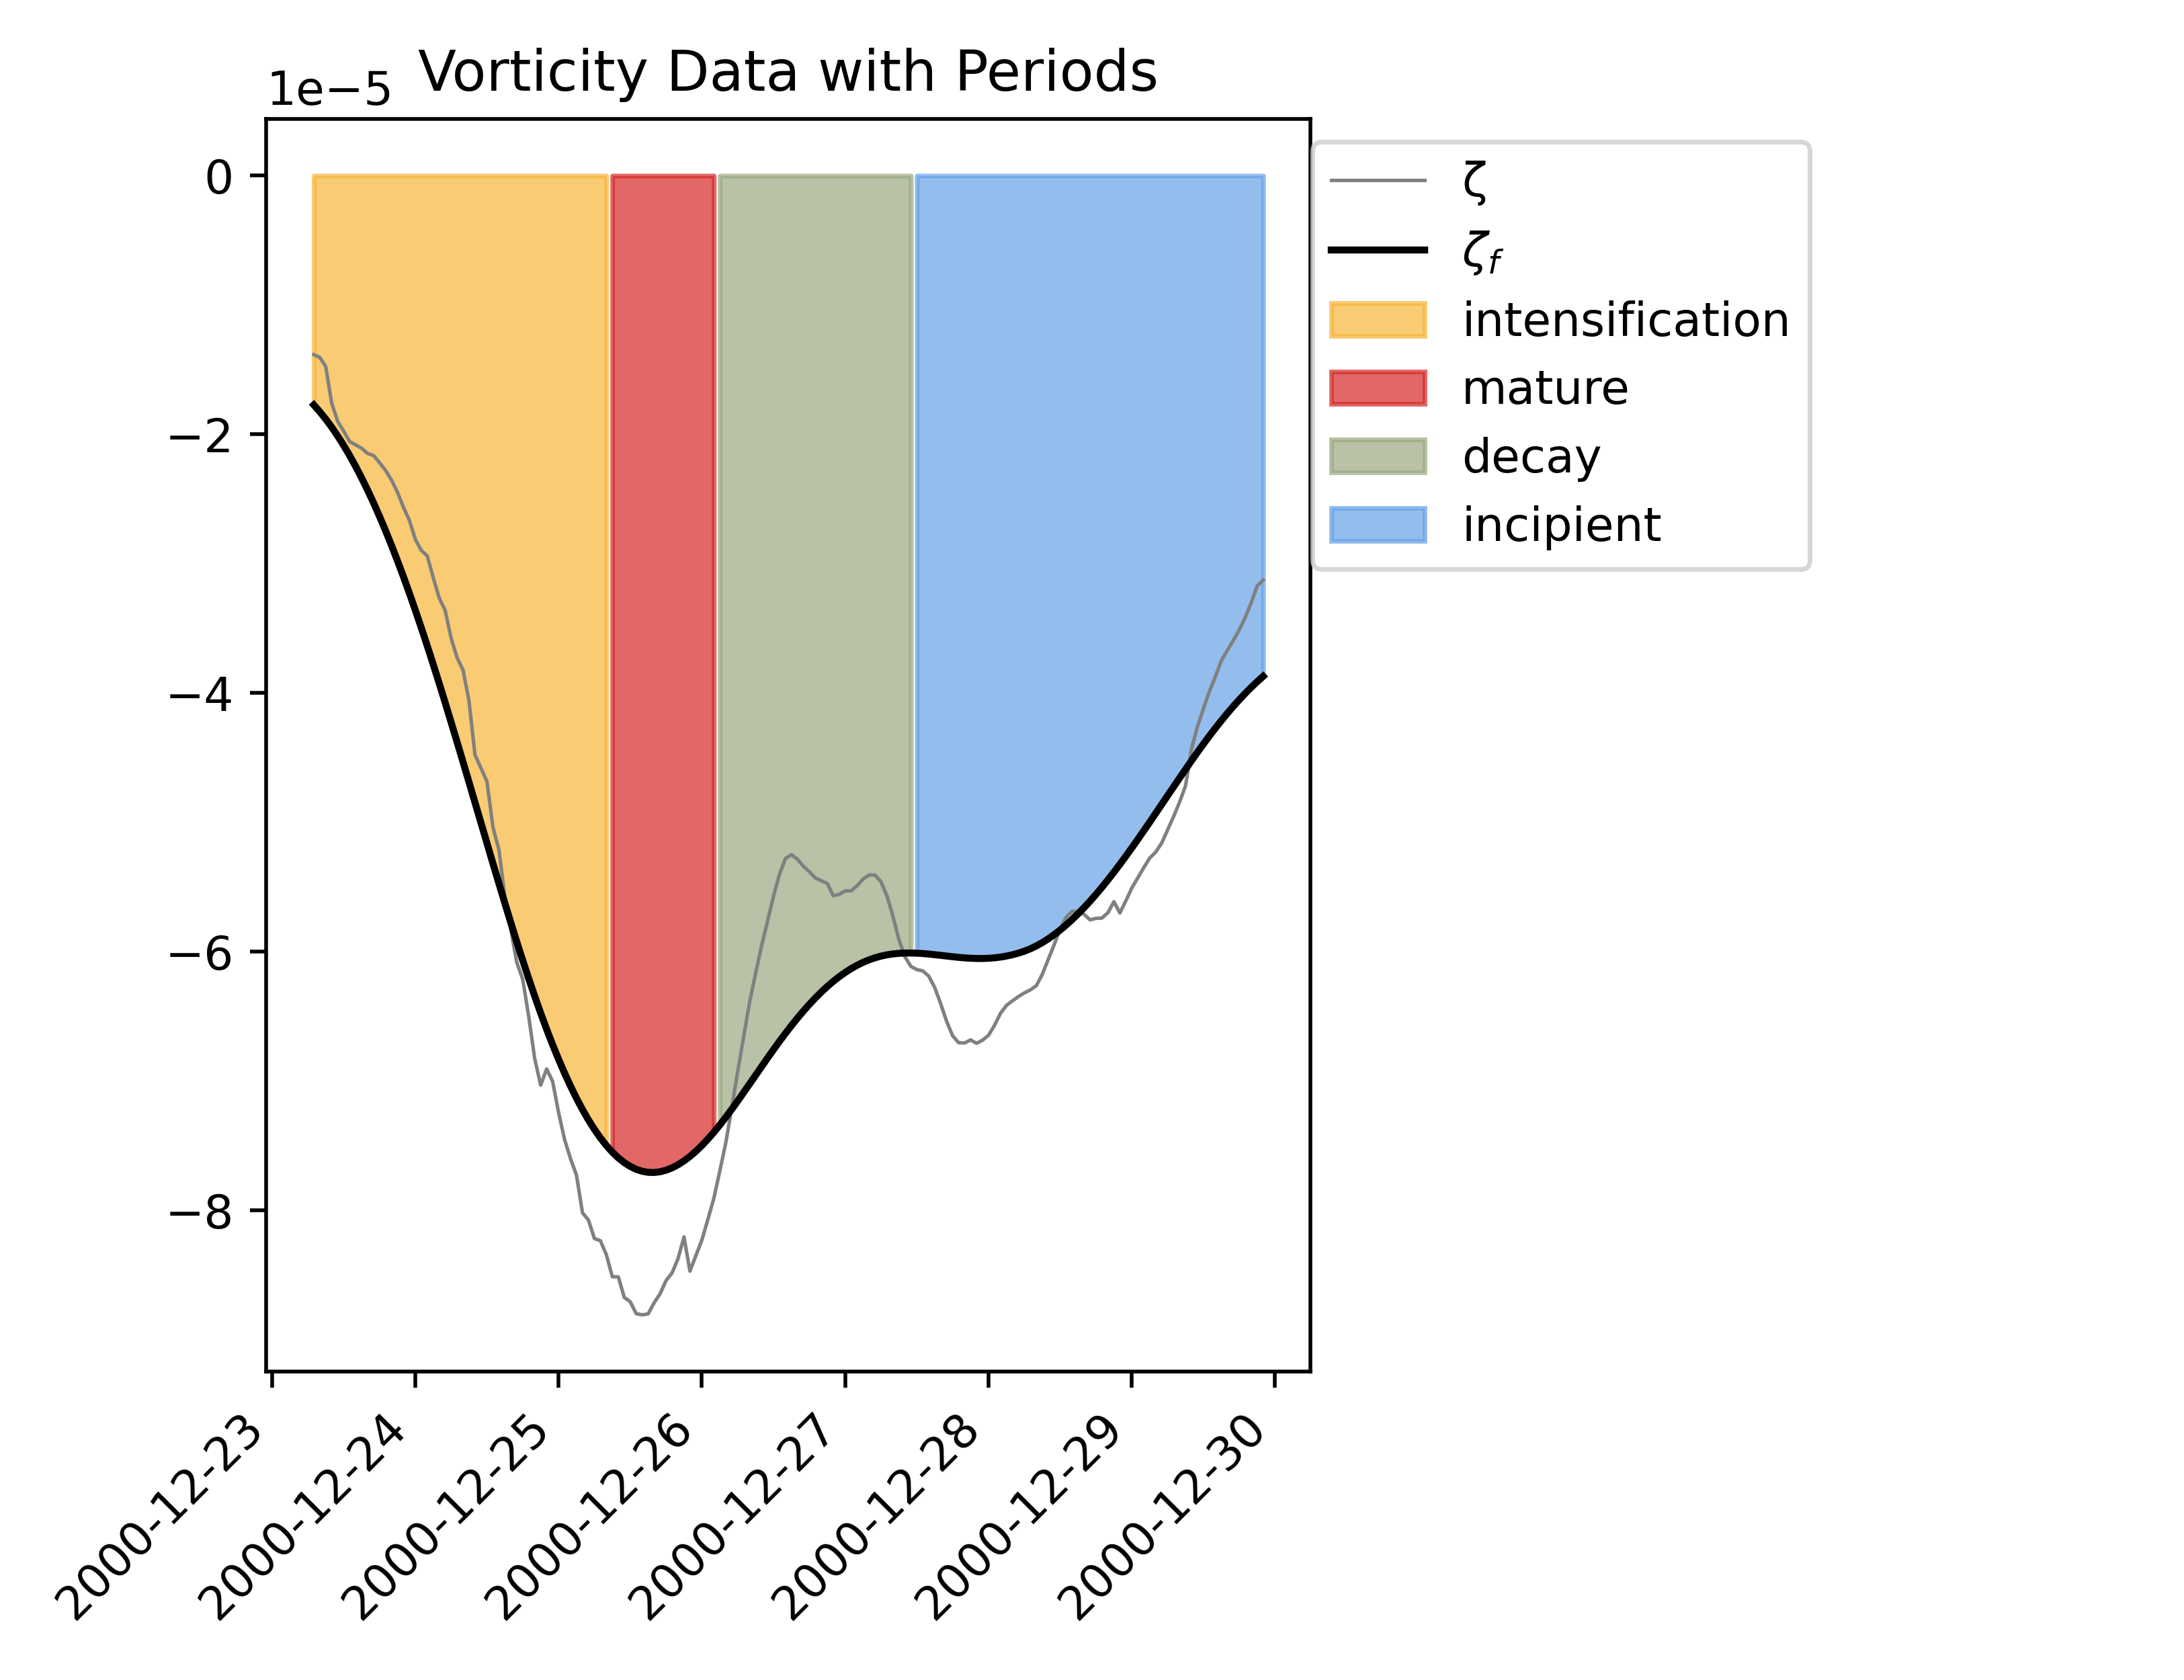 Vorticity Data with Periods
1e−5
0
−2
−4
−6
−8
2000-12-23
2000-12-24
2000-12-25
2000-12-26
2000-12-27
2000-12-28
2000-12-29
2000-12-30
ζ
ζf
intensification
mature
decay
incipient